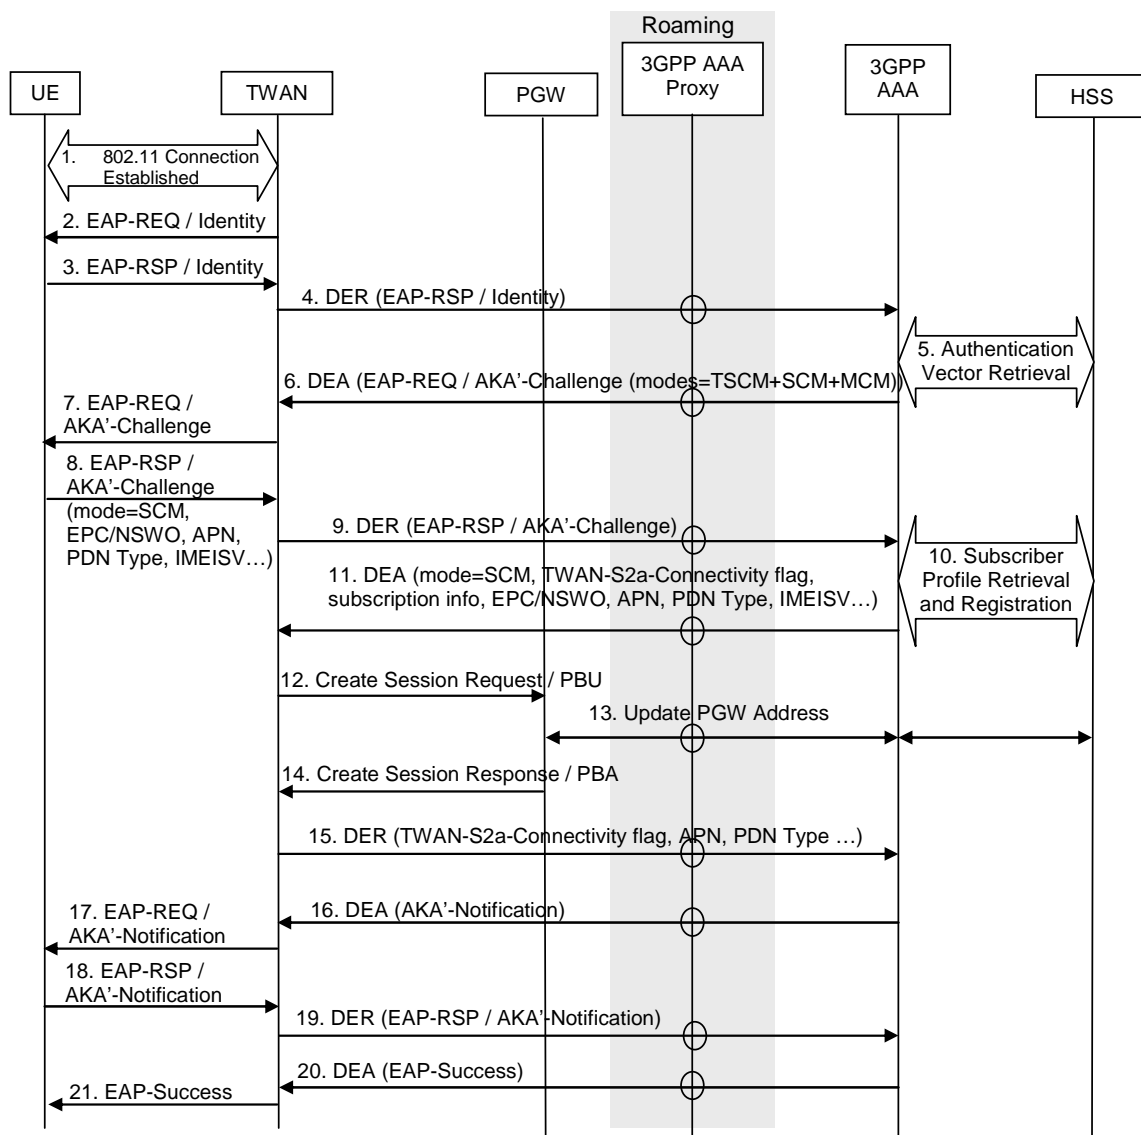 Roaming
UE
TWAN
PGW
3GPP AAA
Proxy
3GPP
AAA
HSS
1. 802.11 Connection
Established
2. EAP-REQ / Identity
3. EAP-RSP / Identity
4. DER (EAP-RSP / Identity)
5. Authentication
Vector Retrieval
6. DEA (EAP-REQ / AKA’-Challenge (modes=TSCM+SCM+MCM))
7. EAP-REQ /
AKA’-Challenge
8. EAP-RSP /
AKA’-Challenge
(mode=SCM,
EPC/NSWO, APN,
PDN Type, IMEISV…)
9. DER (EAP-RSP / AKA’-Challenge)
10. Subscriber
Profile Retrieval
and Registration
11. DEA (mode=SCM, TWAN-S2a-Connectivity flag,
subscription info, EPC/NSWO, APN, PDN Type, IMEISV…)
12. Create Session Request / PBU
13. Update PGW Address
14. Create Session Response / PBA
15. DER (TWAN-S2a-Connectivity flag, APN, PDN Type …)
16. DEA (AKA’-Notification)
17. EAP-REQ /
AKA’-Notification
18. EAP-RSP /
AKA’-Notification
19. DER (EAP-RSP / AKA’-Notification)
20. DEA (EAP-Success)
21. EAP-Success